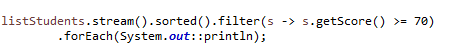 listStudents.stream().sorted().filter(s -> s.getScore() >= 70)
.forEach(System.out::println);